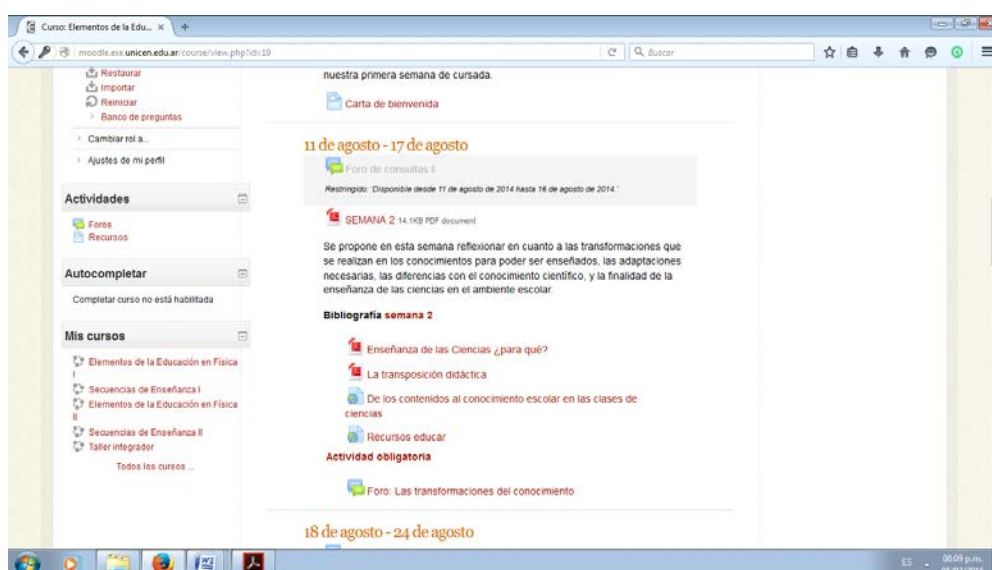 Curso: Elementos de la Edu...
moodle.exa.unicen.edu.ar/course/view.php?id=19
Buscar
Restaurar
Importar
Reiniciar
Banco de preguntas
Cambiar rol a...
Ajustes de mi perfil
Actividades
Foros
Recursos
Autocompletar
Completar curso no está habilitada
Mis cursos
Elementos de la Educación en Física
I
Secuencias de Enseñanza I
Elementos de la Educación en Física
II
Secuencias de Enseñanza II
Taller integrador
Todos los cursos ...
nuestra primera semana de cursada.
Carta de bienvenida
11 de agosto - 17 de agosto
Foro de consultas II
Restringido: 'Disponible desde 11 de agosto de 2014 hasta 16 de agosto de 2014.'
SEMANA 2 14.1KB PDF document
Se propone en esta semana reflexionar en cuanto a las transformaciones que
se realizan en los conocimientos para poder ser enseñados, las adaptaciones
necesarias, las diferencias con el conocimiento científico, y la finalidad de la
enseñanza de las ciencias en el ambiente escolar.
Bibliografía semana 2
Enseñanza de las Ciencias ¿para qué?
La transposición didáctica
De los contenidos al conocimiento escolar en las clases de
ciencias
Recursos educar
Actividad obligatoria
Foro: Las transformaciones del conocimiento
18 de agosto - 24 de agosto
ES
08:09 p.m.